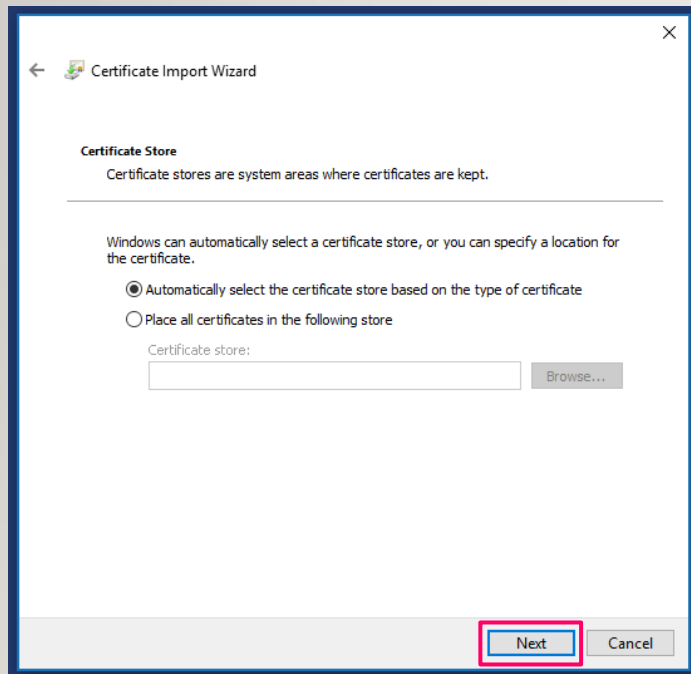 Certificate Import Wizard
Certificate Store
Certificate stores are system areas where certificates are kept.
Windows can automatically select a certificate store, or you can specify a location for
the certificate.
Automatically select the certificate store based on the type of certificate
Place all certificates in the following store
Certificate store:
Browse...
Next Cancel